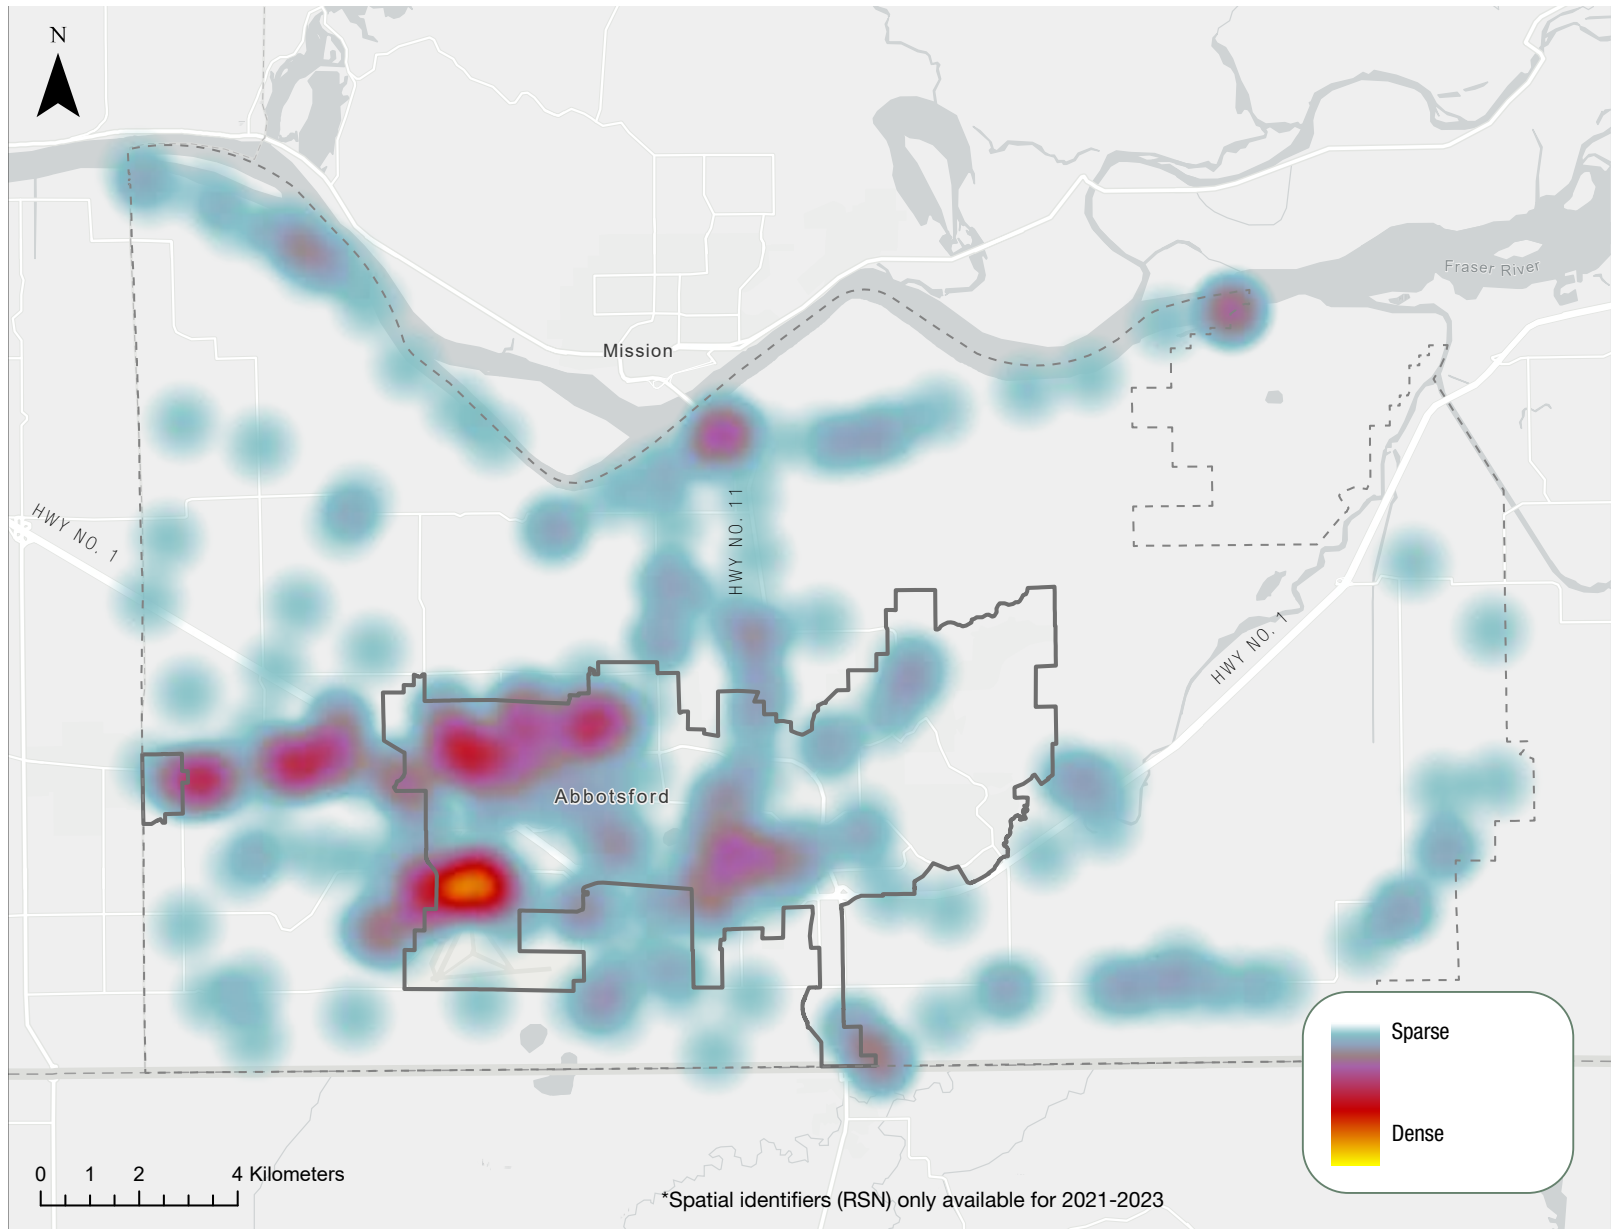 N
Fraser River
Mission
HWY NO. 11
HWY NO. 1
HWY NO. 1
Abbotsford
Sparse
Dense
0 1 2 4 Kilometers
*Spatial identifiers (RSN) only available for 2021-2023